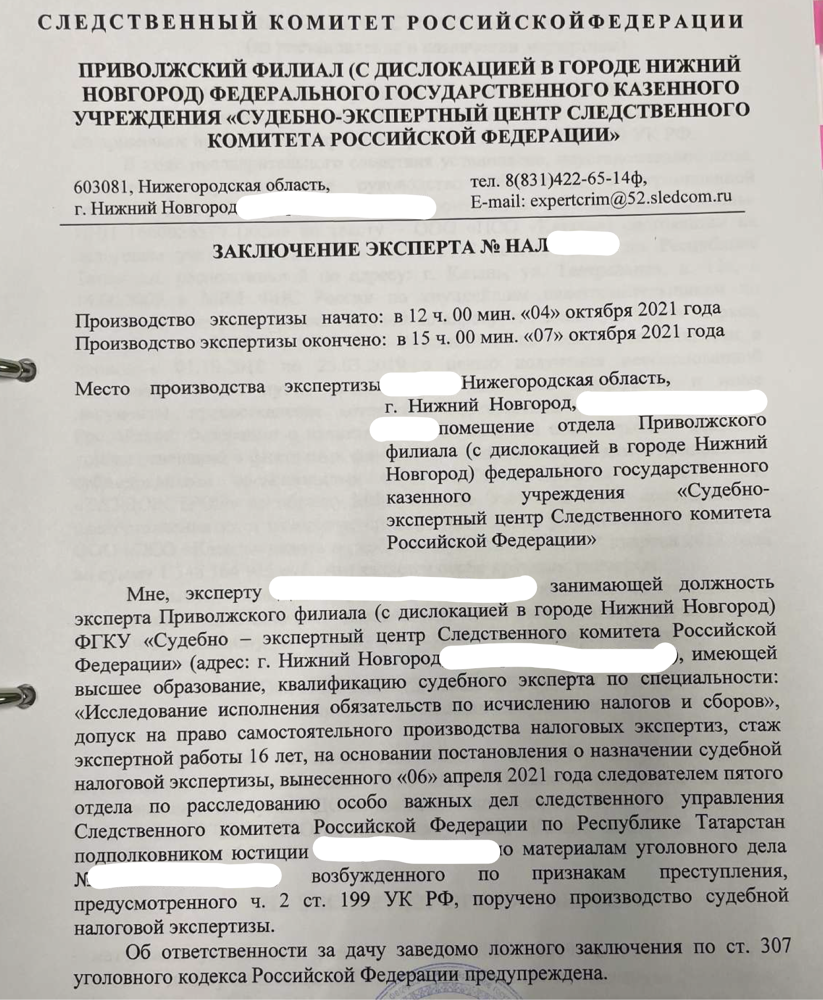 СЛЕДСТВЕННЫЙ КОМИТЕТ РОССИЙСКОЙФЕДЕРАЦИИ
ПРИВОЛЖСКИЙ ФИЛИАЛ (С ДИСЛОКАЦИЕЙ В ГОРОДЕ НИЖНИЙ
НОВГОРОД) ФЕДЕРАЛЬНОГО ГОСУДАРСТВЕННОГО КАЗЕННОГО
УЧРЕЖДЕНИЯ «СУДЕБНО-ЭКСПЕРТНЫЙ ЦЕНТР СЛЕДСТВЕННОГО
КОМИТЕТА РОССИЙСКОЙ ФЕДЕРАЦИИ»
603081, Нижегородская область,
г. Нижний Новгород
тел. 8(831)422-65-14ф,
E-mail: expertcrim@52.sledcom.ru
ЗАКЛЮЧЕНИЕ ЭКСПЕРТА № НАЛ
Производство экспертизы начато: в 12 ч. 00 мин. «04» октября 2021 года
Производство экспертизы окончено: в 15 ч. 00 мин. «07» октября 2021 года
Место производства экспертизы Нижегородская область,
г. Нижний Новгород,
помещение отдела Приволжского
филиала (с дислокацией в городе Нижний
Новгород) федерального государственного
казенного учреждения «Судебно-
экспертный центр Следственного комитета
Российской Федерации»
Мне, эксперту занимающей должность
эксперта Приволжского филиала (с дислокацией в городе Нижний Новгород)
ФГКУ «Судебно – экспертный центр Следственного комитета Российской
Федерации» (адрес: г. Нижний Новгород ), имеющей
высшее образование, квалификацию судебного эксперта по специальности:
«Исследование исполнения обязательств по исчислению налогов и сборов»,
допуск на право самостоятельного производства налоговых экспертиз, стаж
экспертной работы 16 лет, на основании постановления о назначении судебной
налоговой экспертизы, вынесенного «06» апреля 2021 года следователем пятого
отдела по расследованию особо важных дел следственного управления
Следственного комитета Российской Федерации по Республике Татарстан
подполковником юстиции по материалам уголовного дела
№ возбужденного по признакам преступления,
предусмотренного ч. 2 ст. 199 УК РФ, поручено производство судебной
налоговой экспертизы.
Об ответственности за дачу заведомо ложного заключения по ст. 307
уголовного кодекса Российской Федерации предупреждена.